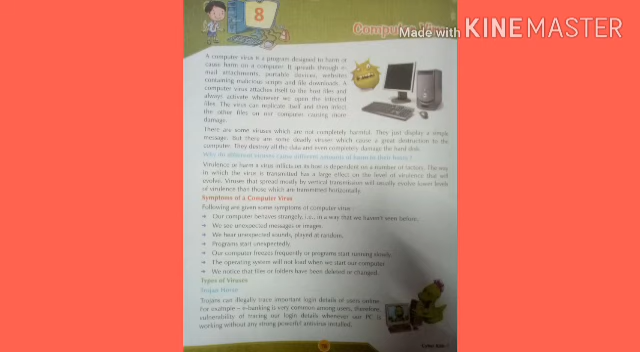 8
Computer
Made with KINEMASTER
A computer virus is a program designed to harm or
cause harm on a computer. It spreads through e-
mail attachments, portable devices, websites
containing malicious scripts and file downloads. A
computer virus attaches itself to the host files and
always activate whenever we open the infected
files. The virus can replicate itself and then infect
the other files on our computer causing more
damage.
There are some viruses which are not completely harmful. They just display a simple
message. But there are some deadly viruses which cause a great destruction to the
computer. They destroy all the data and even completely damage the hard disk.
Why do different viruses cause different amounts of harm to their hosts?
Virulence or harm a virus inflicts on its host is dependent on a number of factors. The way
in which the virus is transmitted has a large effect on the level of virulence that will
evolve. Viruses that spread mostly by vertical transmission will usually evolve lower levels
of virulence than those which are transmitted horizontally.
Symptoms of a Computer Virus
Following are given some symptoms of computer virus:
→ Our computer behaves strangely, i.e., in a way that we haven't seen before.
→ We see unexpected messages or images.
→ We hear unexpected sounds, played at random.
→ Programs start unexpectedly.
→ Our computer freezes frequently or programs start running slowly.
→ The operating system will not load when we start our computer.
→ We notice that files or folders have been deleted or changed.
Types of Viruses
Trojan Horse
Trojans can illegally trace important login details of users online.
For example – e-banking is very common among users, therefore,
vulnerability of tracing our login details whenever our PC is
working without any strong powerful antivirus installed.